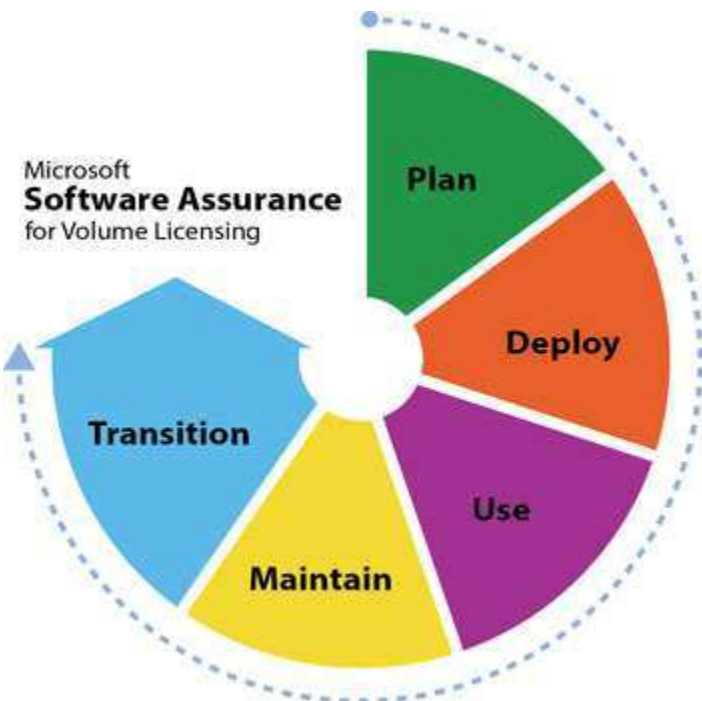 Microsoft
Software Assurance
for Volume Licensing
Plan
Deploy
Use
Maintain
Transition